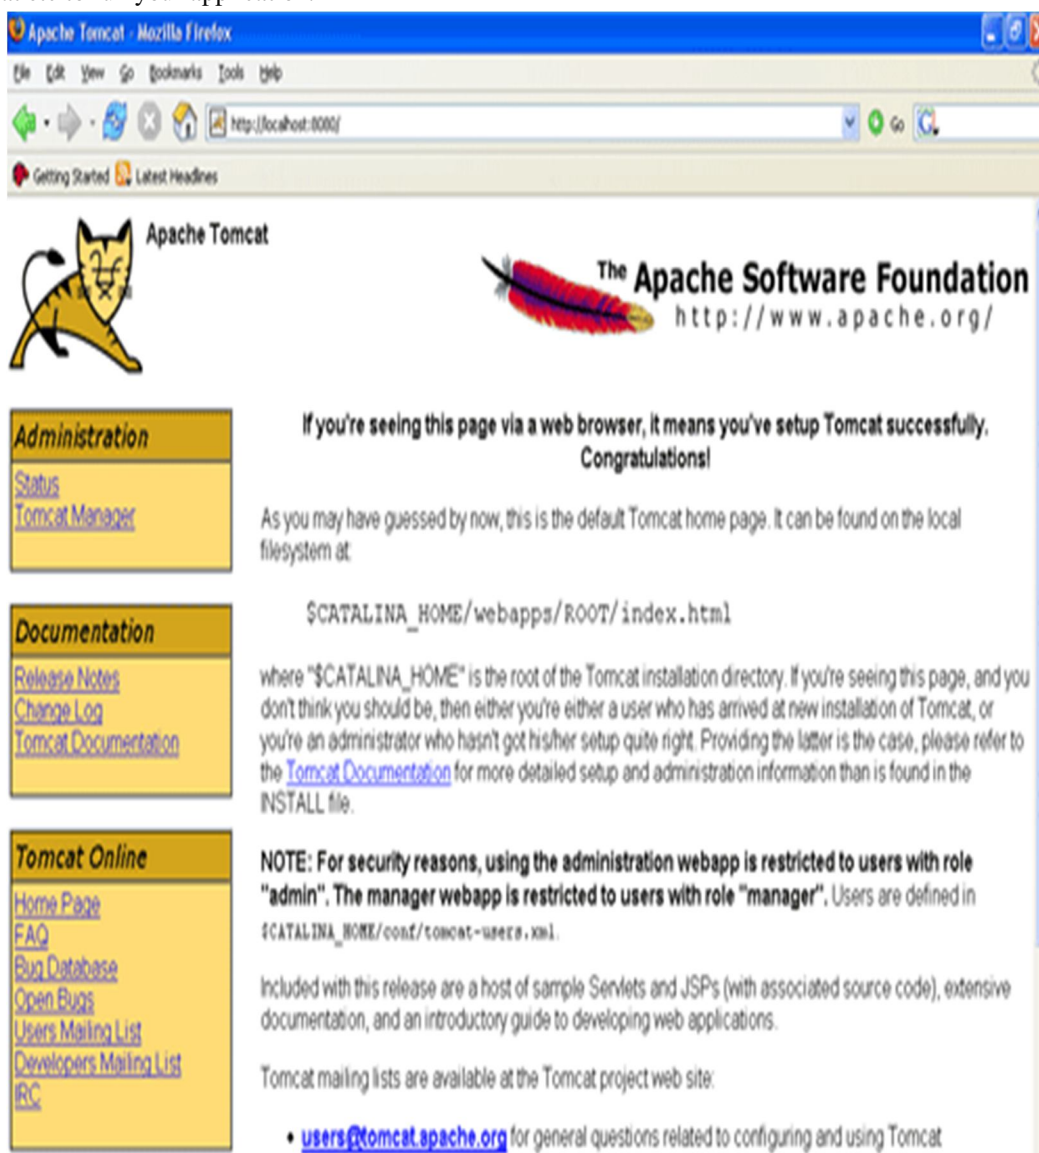 Apache Tomcat - Mozilla Firefox
File Edit View Go Bookmarks Tools Help
http://localhost:8080/
Go
Getting Started Latest Headlines
Apache Tomcat
The Apache Software Foundation
http://www.apache.org/
Administration
Status
Tomcat Manager
Documentation
Release Notes
Change Log
Tomcat Documentation
Tomcat Online
Home Page
FAQ
Bug Database
Open Bugs
Users Mailing List
Developers Mailing List
IRC
If you're seeing this page via a web browser, it means you've setup Tomcat successfully.
Congratulations!
As you may have guessed by now, this is the default Tomcat home page. It can be found on the local
filesystem at:
$CATALINA_HOME/webapps/ROOT/index.html
where "$CATALINA_HOME" is the root of the Tomcat installation directory. If you're seeing this page, and you
don't think you should be, then either you're either a user who has arrived at new installation of Tomcat, or
you're an administrator who hasn't got his/her setup quite right. Providing the latter is the case, please refer to
the Tomcat Documentation for more detailed setup and administration information than is found in the
INSTALL file.
NOTE: For security reasons, using the administration webapp is restricted to users with role
"admin". The manager webapp is restricted to users with role "manager". Users are defined in
$CATALINA_HOME/conf/tomcat-users.xml.
Included with this release are a host of sample Servlets and JSPs (with associated source code), extensive
documentation, and an introductory guide to developing web applications.
Tomcat mailing lists are available at the Tomcat project web site:
• users@tomcat.apache.org for general questions related to configuring and using Tomcat